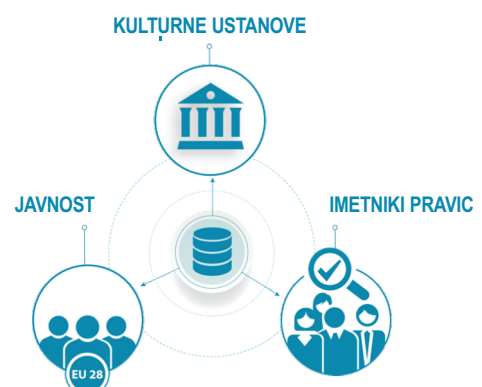 KULTURNE USTANOVE
JAVNOST
IMETNIKI PRAVIC
EU 28